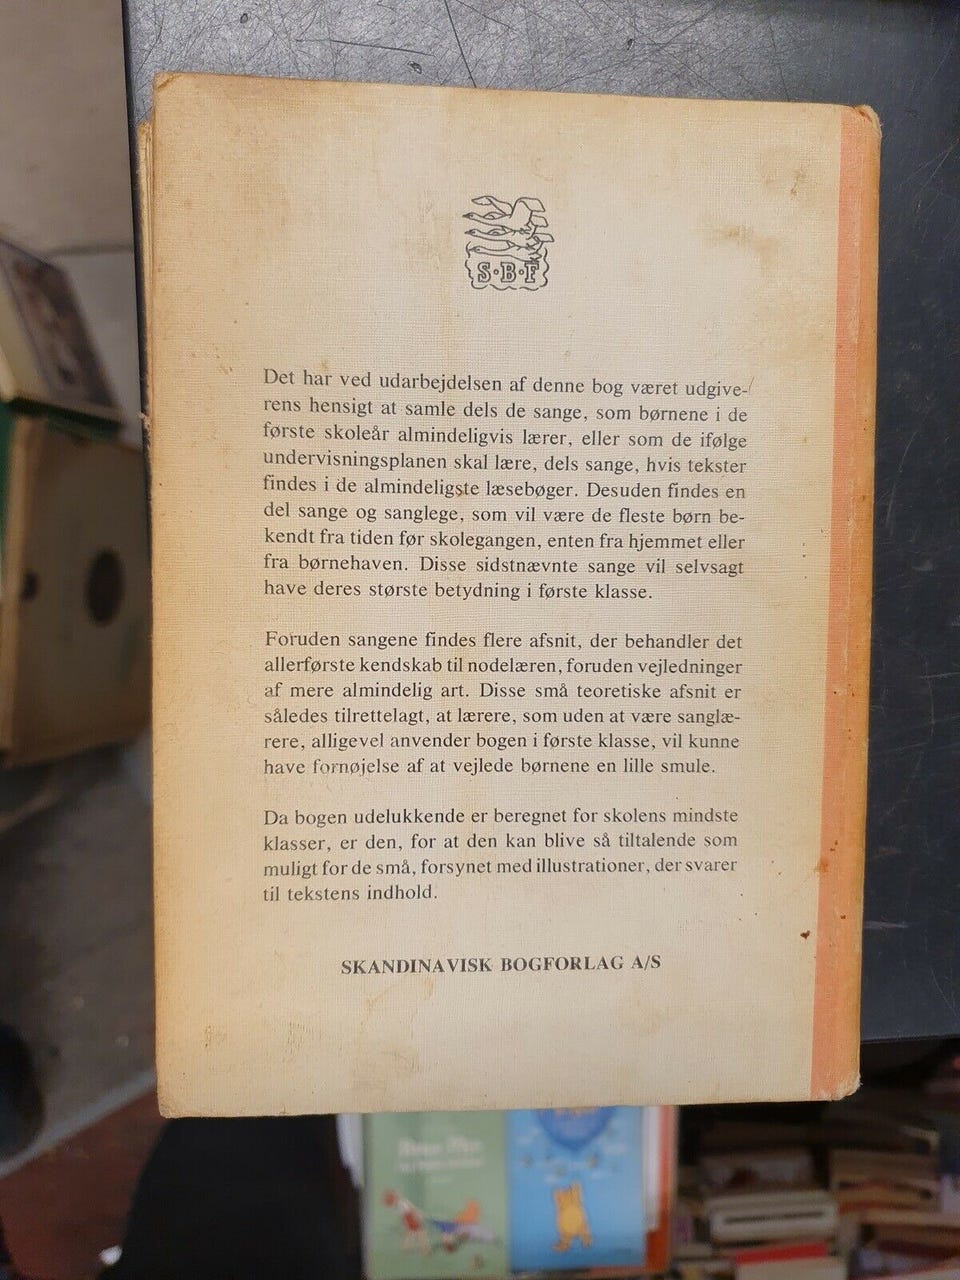 S·B·F
Det har ved udarbejdelsen af denne bog været udgive-
rens hensigt at samle dels de sange, som børnene i de
første skoleår almindeligvis lærer, eller som de ifølge
undervisningsplanen skal lære, dels sange, hvis tekster
findes i de almindeligste læsebøger. Desuden findes en
del sange og sanglege, som vil være de fleste børn be-
kendt fra tiden før skolegangen, enten fra hjemmet eller
fra børnehaven. Disse sidstnævnte sange vil selvsagt
have deres største betydning i første klasse.
Foruden sangene findes flere afsnit, der behandler det
allerførste kendskab til nodelæren, foruden vejledninger
af mere almindelig art. Disse små teoretiske afsnit er
således tilrettelagt, at lærere, som uden at være sanglæ-
rere, alligevel anvender bogen i første klasse, vil kunne
have fornøjelse af at vejlede børnene en lille smule.
Da bogen udelukkende er beregnet for skolens mindste
klasser, er den, for at den kan blive så tiltalende som
muligt for de små, forsynet med illustrationer, der svarer
til tekstens indhold.
SKANDINAVISK BOGFORLAG A/S